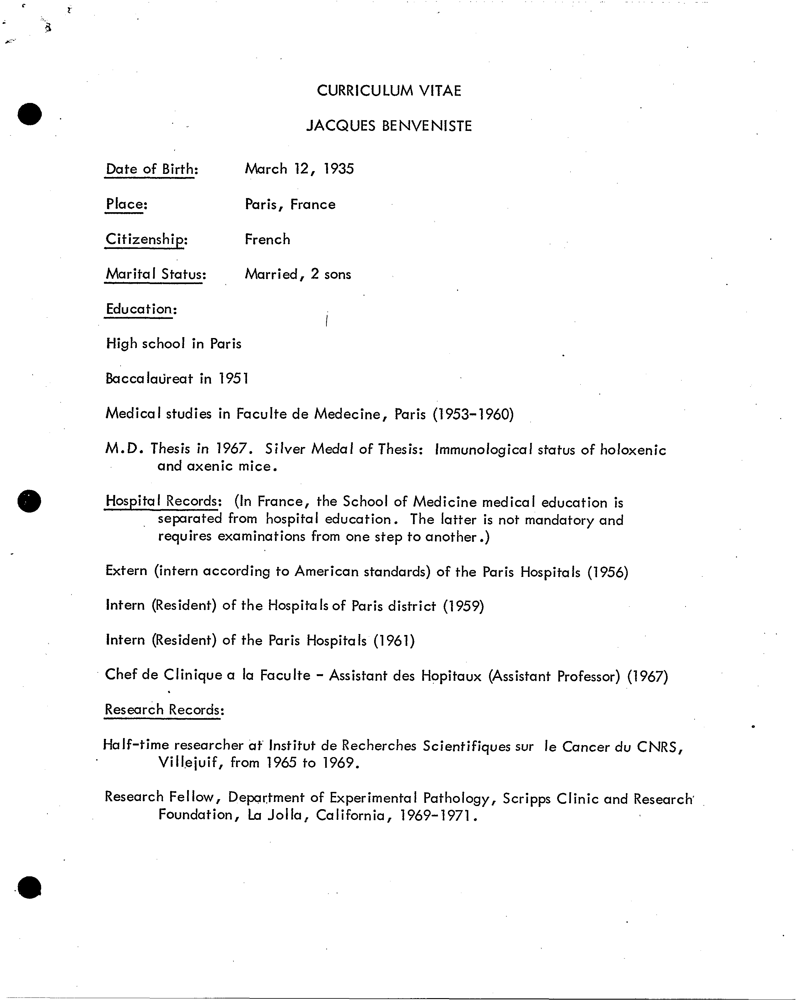 CURRICULUM VITAE
JACQUES BENVENISTE
Date of Birth: March 12, 1935
Place: Paris, France
Citizenship: French
Marital Status: Married, 2 sons
Education:
High school in Paris
Baccalaureat in 1951
Medical studies in Faculte de Medecine, Paris (1953-1960)
M.D. Thesis in 1967. Silver Medal of Thesis: Immunological status of holoxenic
and axenic mice.
Hospital Records: (In France, the School of Medicine medical education is
separated from hospital education. The latter is not mandatory and
requires examinations from one step to another.)
Extern (intern according to American standards) of the Paris Hospitals (1956)
Intern (Resident) of the Hospitals of Paris district (1959)
Intern (Resident) of the Paris Hospitals (1961)
Chef de Clinique a la Faculte - Assistant des Hopitaux (Assistant Professor) (1967)
Research Records:
Half-time researcher at Institut de Recherches Scientifiques sur le Cancer du CNRS,
Villejuif, from 1965 to 1969.
Research Fellow, Department of Experimental Pathology, Scripps Clinic and Research
Foundation, La Jolla, California, 1969-1971.